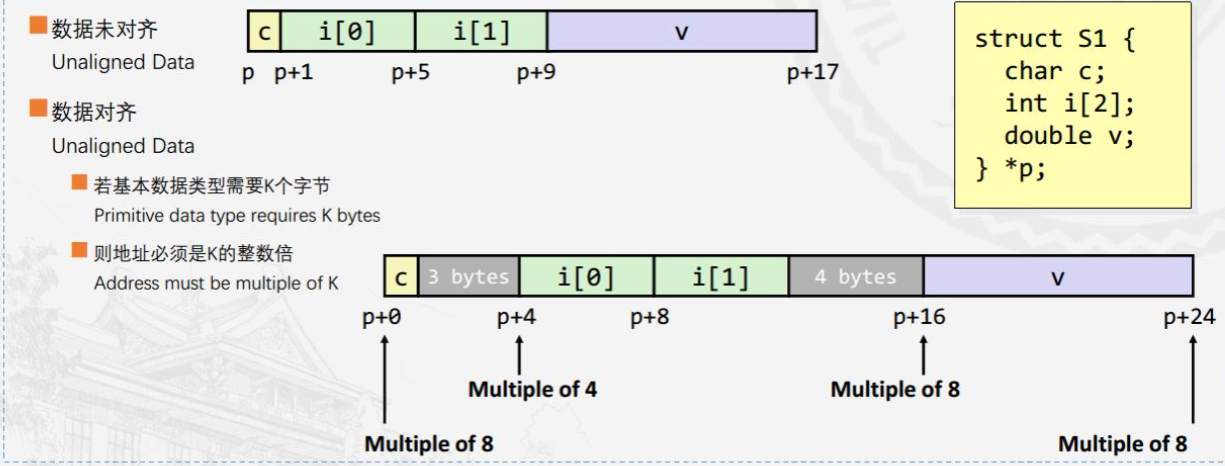 数据未对齐
Unaligned Data
c i[0] i[1] v
p p+1 p+5 p+9 p+17
struct S1 {
char c;
int i[2];
double v;
} *p;
数据对齐
Unaligned Data
若基本数据类型需要K个字节
Primitive data type requires K bytes
则地址必须是K的整数倍
Address must be multiple of K
c 3 bytes i[0] i[1] 4 bytes v
p+0 p+4 p+8 p+16 p+24
Multiple of 4 Multiple of 8
Multiple of 8 Multiple of 8